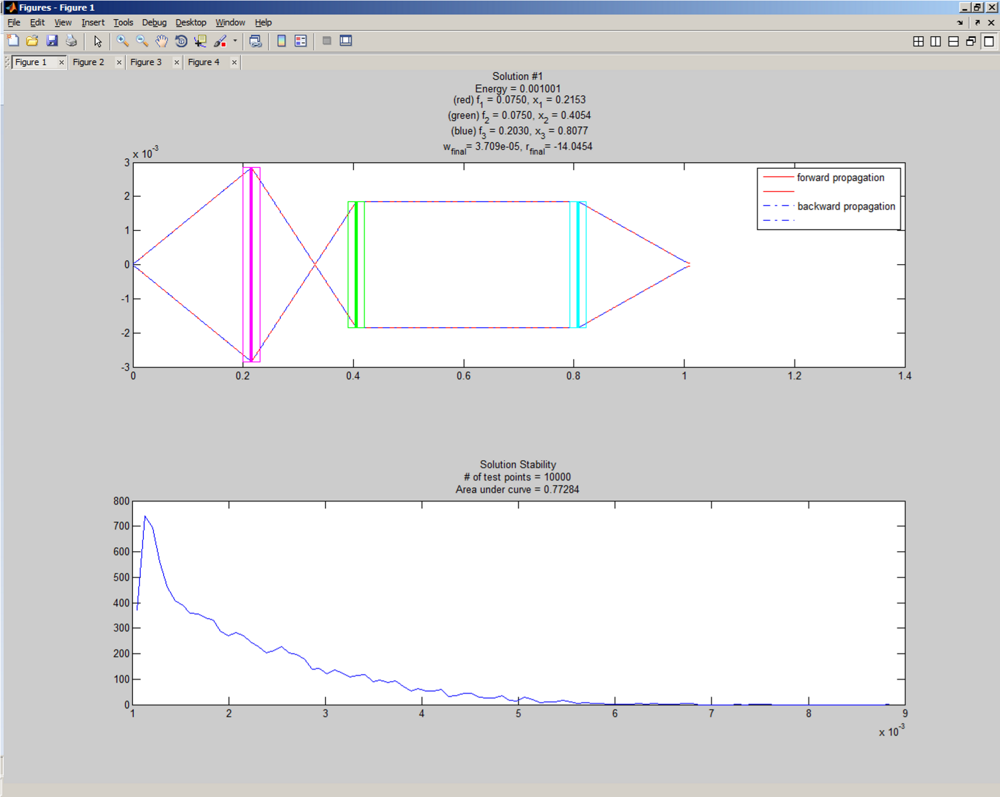 Figures - Figure 1
File Edit View Insert Tools Debug Desktop Window Help
Figure 1 × Figure 2 × Figure 3 × Figure 4 ×
Solution #1
Energy = 0.001001
(red) f1 = 0.0750, x1 = 0.2153
(green) f2 = 0.0750, x2 = 0.4054
(blue) f3 = 0.2030, x3 = 0.8077
wfinal= 3.709e-05, rfinal= -14.0454
x 10-3
3
2
1
0
-1
-2
-3
0 0.2 0.4 0.6 0.8 1 1.2 1.4
forward propagation
backward propagation
Solution Stability
# of test points = 10000
Area under curve = 0.77284
800
700
600
500
400
300
200
100
0
1 2 3 4 5 6 7 8 9
x 10-3